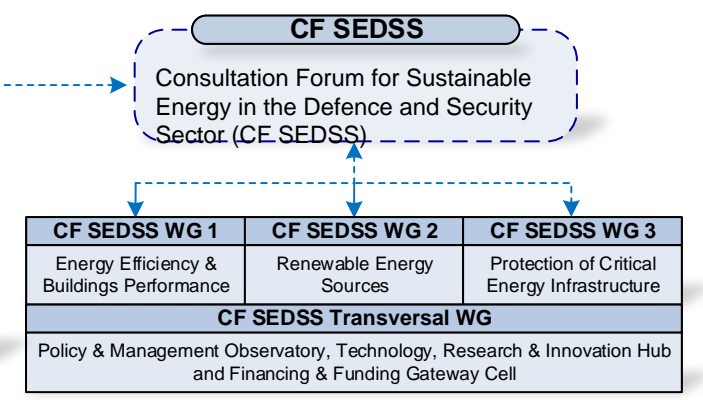 CF SEDSS
Consultation Forum for Sustainable
Energy in the Defence and Security
Sector (CF SEDSS)
CF SEDSS WG 1
CF SEDSS WG 2
CF SEDSS WG 3
Energy Efficiency &
Buildings Performance
Renewable Energy
Sources
Protection of Critical
Energy Infrastructure
CF SEDSS Transversal WG
Policy & Management Observatory, Technology, Research & Innovation Hub
and Financing & Funding Gateway Cell